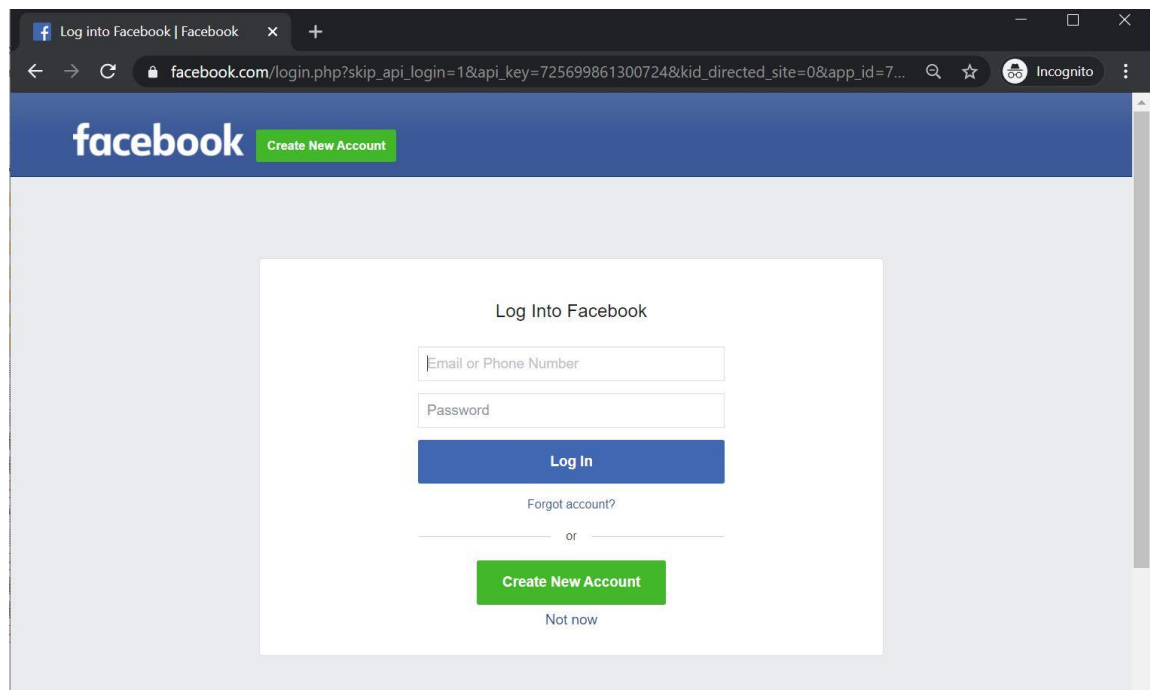 Log into Facebook | Facebook
facebook.com/login.php?skip_api_login=1&api_key=725699861300724&kid_directed_site=0&app_id=7...
Incognito
facebook Create New Account
Log Into Facebook
Email or Phone Number
Password
Log In
Forgot account?
or
Create New Account
Not now